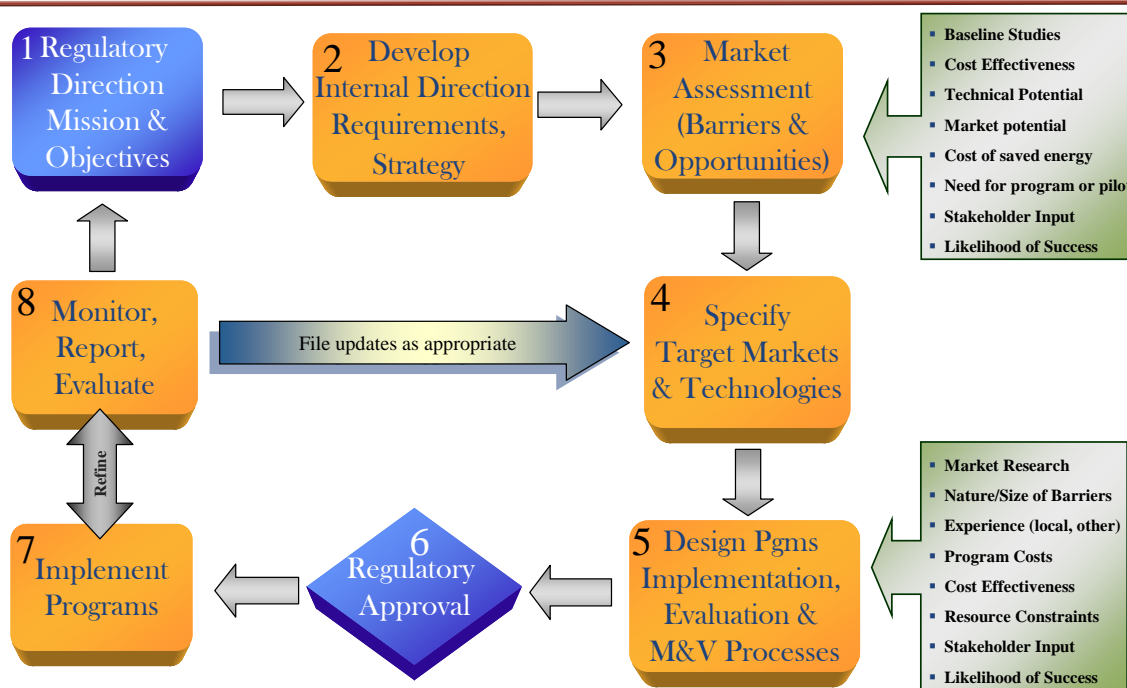 1 Regulatory
Direction
Mission &
Objectives
2 Develop
Internal Direction
Requirements,
Strategy
3 Market
Assessment
(Barriers &
Opportunities)
▪ Baseline Studies
▪ Cost Effectiveness
▪ Technical Potential
▪ Market potential
▪ Cost of saved energy
▪ Need for program or pilot
▪ Stakeholder Input
▪ Likelihood of Success
8 Monitor,
Report,
Evaluate
File updates as appropriate
4 Specify
Target Markets
& Technologies
Refine
7 Implement
Programs
6
Regulatory
Approval
5 Design Pgms
Implementation,
Evaluation &
M&V Processes
▪ Market Research
▪ Nature/Size of Barriers
▪ Experience (local, other)
▪ Program Costs
▪ Cost Effectiveness
▪ Resource Constraints
▪ Stakeholder Input
▪ Likelihood of Success